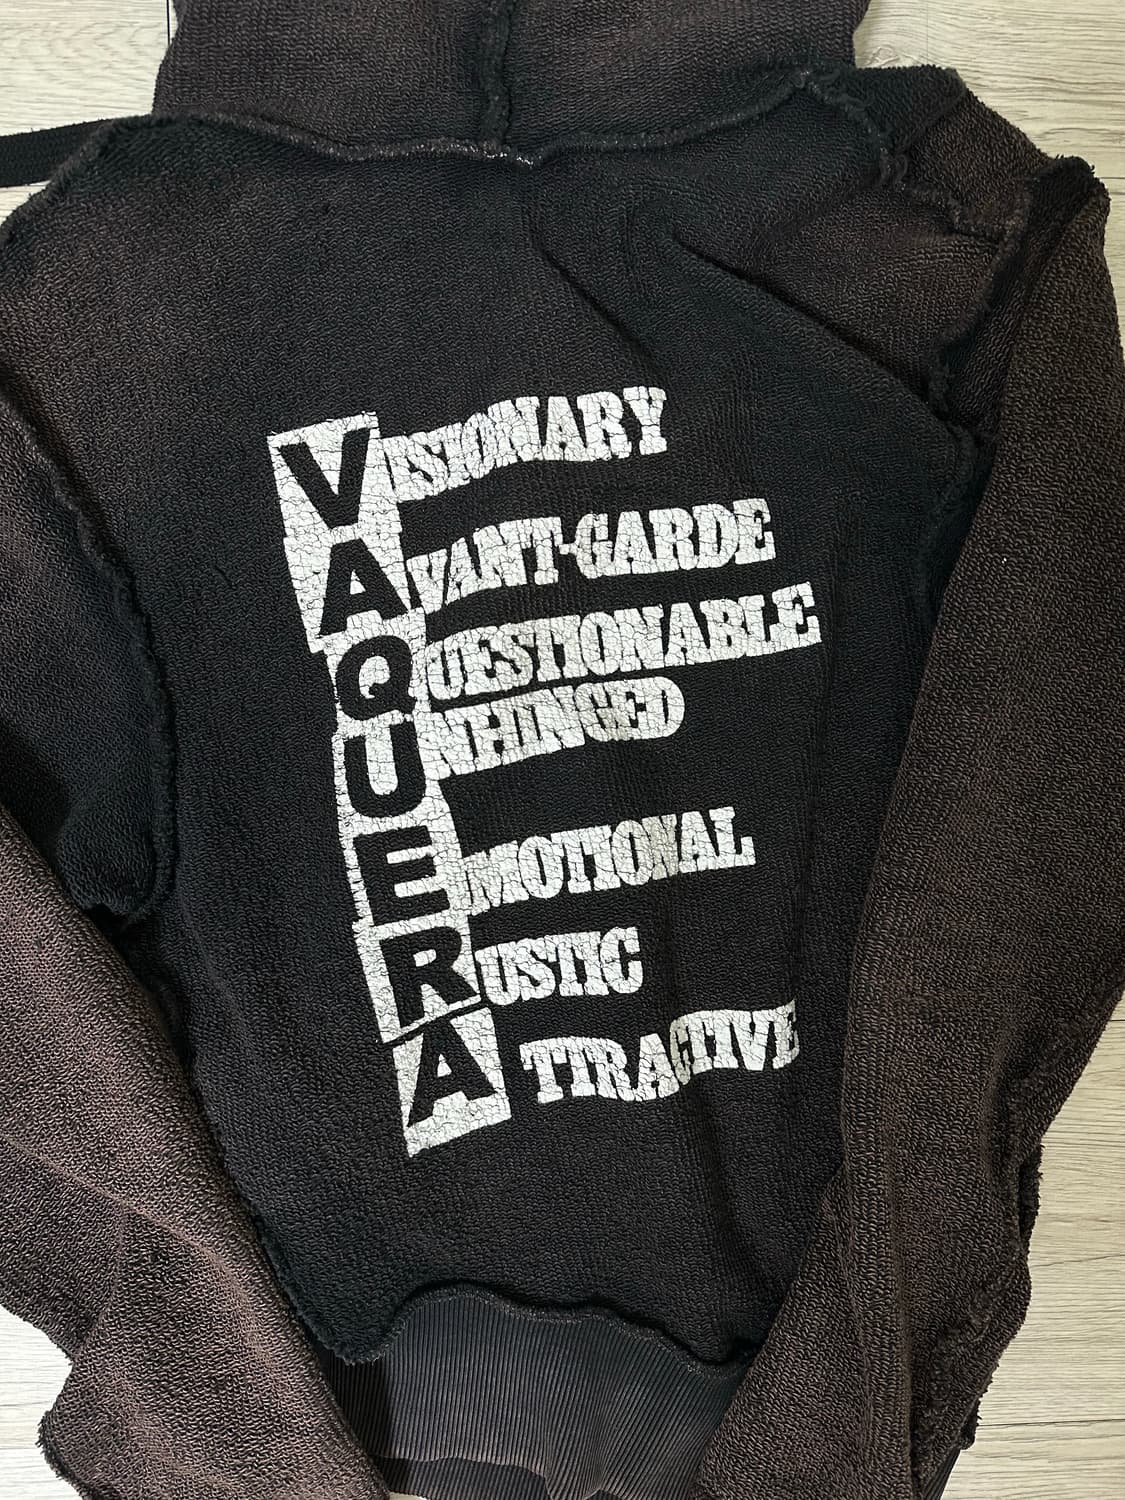 VISIONARY
AVANT-GARDE
QUESTIONABLE
UNHINGED
EMOTIONAL
RUSTIC
ATTRACTIVE